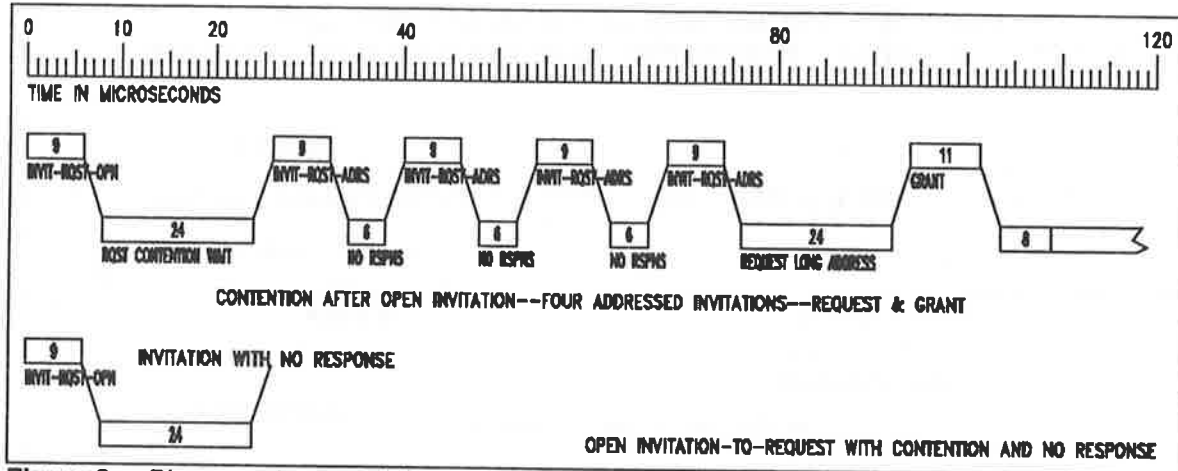 0 10 20 40 80 120
TIME IN MICROSECONDS
9 9 9 9 11
INVIT-RQST-OPN INVIT-RQST-ADRS INVIT-RQST-ADRS INVIT-RQST-ADRS INVIT-RQST-ADRS GRANT
24 6 6 6 24 8
RQST CONTENTION WAIT NO RSPNS NO RSPNS NO RSPNS REQUEST LONG ADDRESS
CONTENTION AFTER OPEN INVITATION--FOUR ADDRESSED INVITATIONS--REQUEST & GRANT
9 INVITATION WITH NO RESPONSE
INVIT-RQST-OPN
24
OPEN INVITATION-TO-REQUEST WITH CONTENTION AND NO RESPONSE